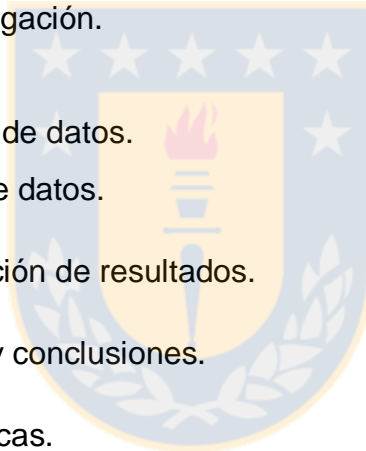 gación.
de datos.
e datos.
ción de resultados.
y conclusiones.
cas.